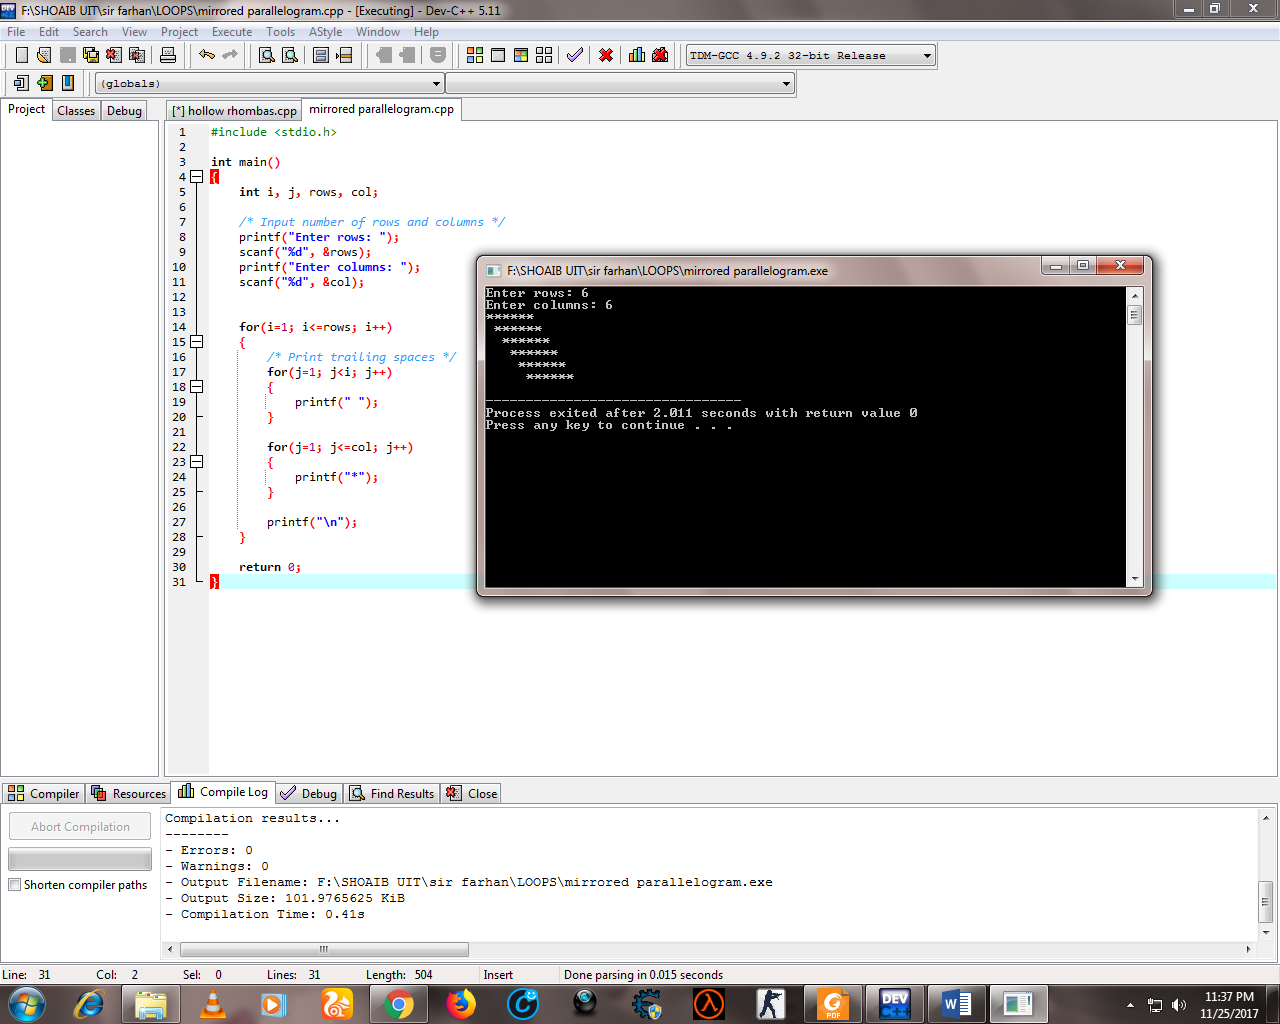 F:\SHOAIB UIT\sir farhan\LOOPS\mirrored parallelogram.cpp - [Executing] - Dev-C++ 5.11
File Edit Search View Project Execute Tools AStyle Window Help
TDM-GCC 4.9.2 32-bit Release
(globals)
Project Classes Debug
[*] hollow rhombas.cpp mirrored parallelogram.cpp
1 #include <stdio.h>
2
3 int main()
4 {
5     int i, j, rows, col;
6
7     /* Input number of rows and columns */
8     printf("Enter rows: ");
9     scanf("%d", &rows);
10     printf("Enter columns: ");
11     scanf("%d", &col);
12
13
14     for(i=1; i<=rows; i++)
15     {
16         /* Print trailing spaces */
17         for(j=1; j<i; j++)
18         {
19             printf(" ");
20         }
21
22         for(j=1; j<=col; j++)
23         {
24             printf("*");
25         }
26
27         printf("\n");
28     }
29
30     return 0;
31 }
F:\SHOAIB UIT\sir farhan\LOOPS\mirrored parallelogram.exe
Enter rows: 6
Enter columns: 6
******
 ******
  ******
   ******
    ******
     ******
--------------------------------
Process exited after 2.011 seconds with return value 0
Press any key to continue . . .
Compiler Resources Compile Log Debug Find Results Close
Abort Compilation
Shorten compiler paths
Compilation results...
--------
- Errors: 0
- Warnings: 0
- Output Filename: F:\SHOAIB UIT\sir farhan\LOOPS\mirrored parallelogram.exe
- Output Size: 101.9765625 KiB
- Compilation Time: 0.41s
Line: 31 Col: 2 Sel: 0 Lines: 31 Length: 504 Insert Done parsing in 0.015 seconds
PDF
DEV C++
W
11:37 PM
11/25/2017